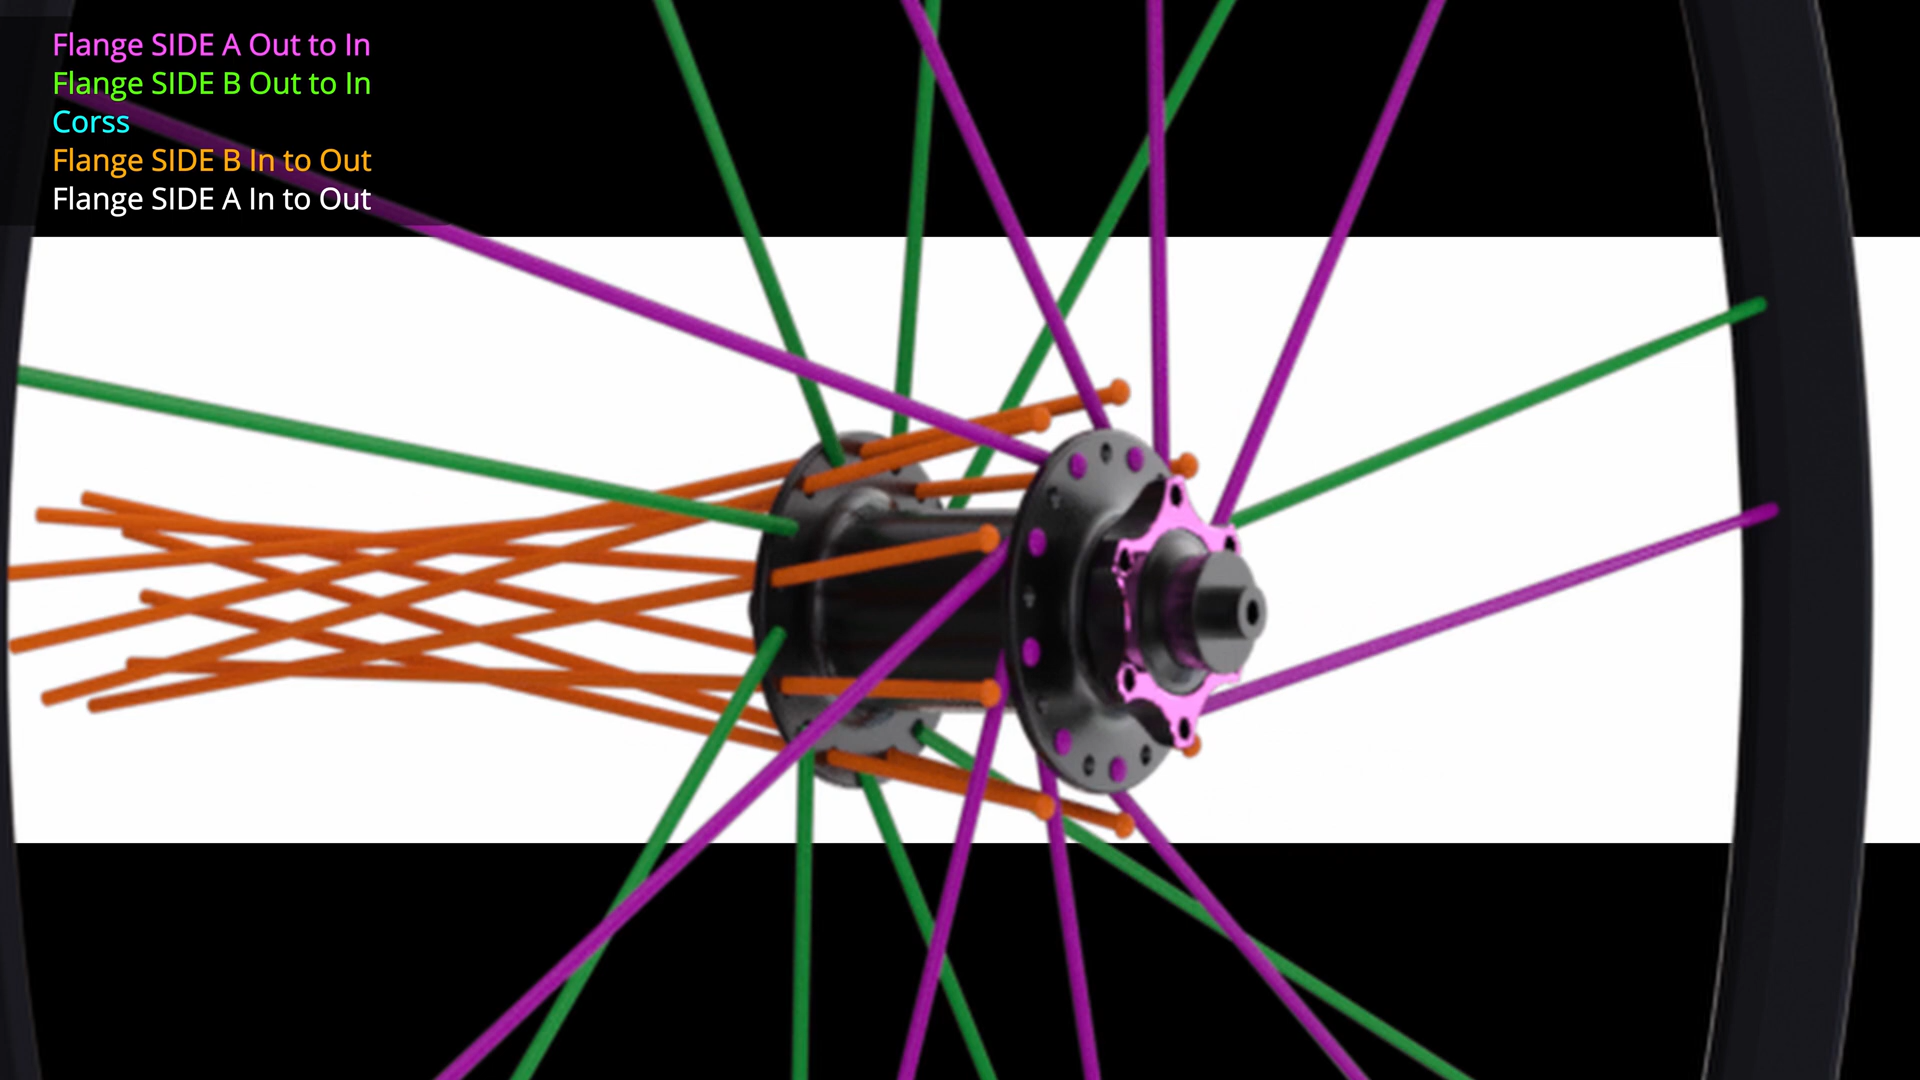 Flange SIDE A Out to In
Flange SIDE B Out to In
Corss
Flange SIDE B In to Out
Flange SIDE A In to Out